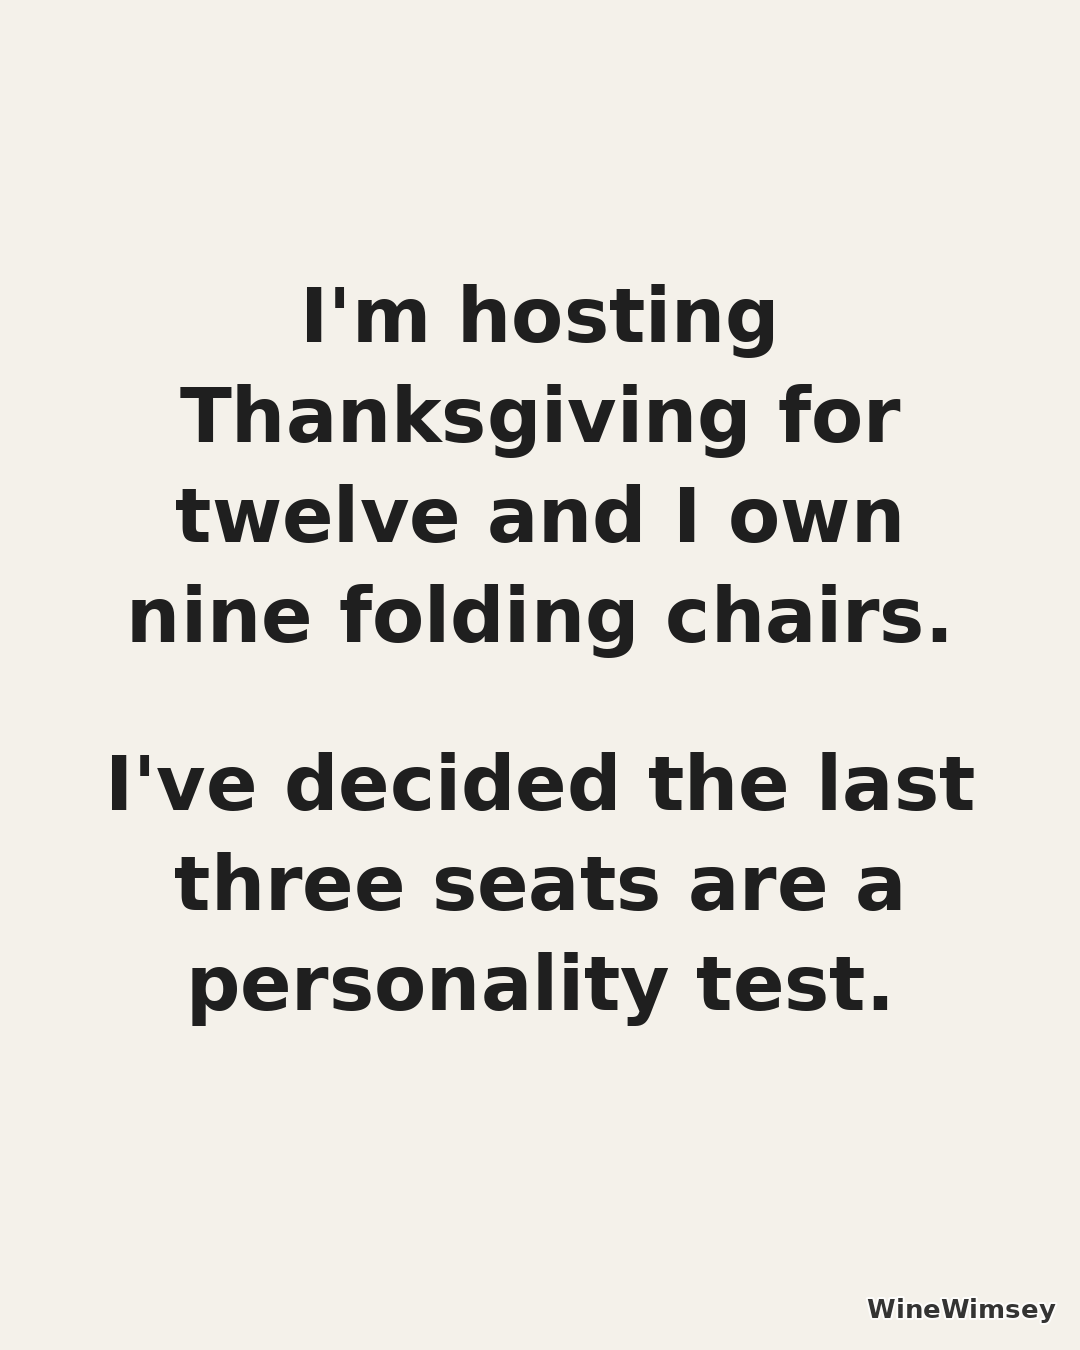 I'm hosting
Thanksgiving for
twelve and I own
nine folding chairs.
I've decided the last
three seats are a
personality test.
WineWimsey